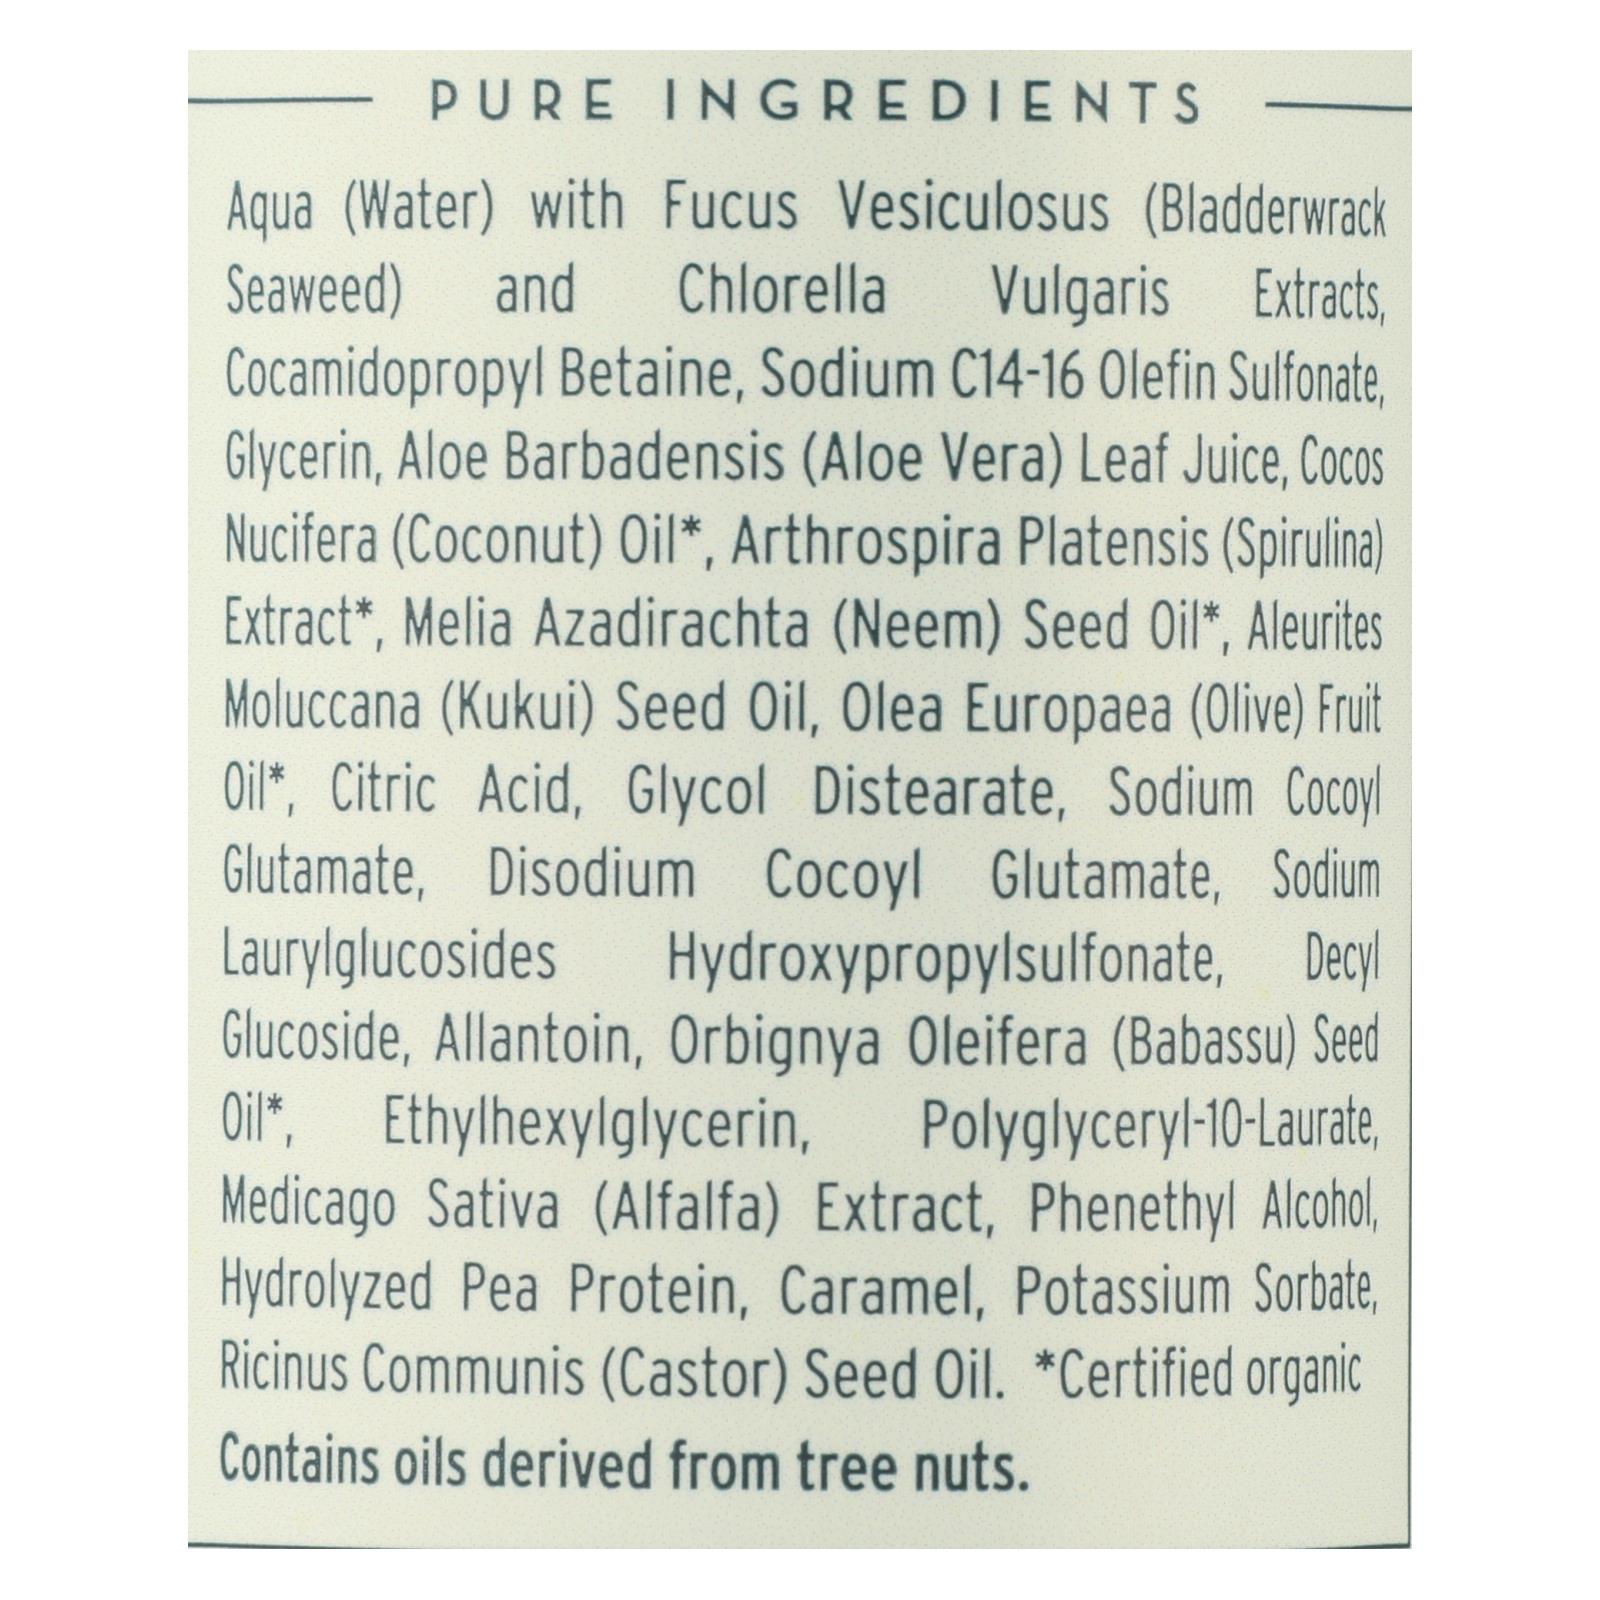 PURE INGREDIENTS
Aqua (Water) with Fucus Vesiculosus (Bladderwrack
Seaweed) and Chlorella Vulgaris Extracts,
Cocamidopropyl Betaine, Sodium C14-16 Olefin Sulfonate,
Glycerin, Aloe Barbadensis (Aloe Vera) Leaf Juice, Cocos
Nucifera (Coconut) Oil*, Arthrospira Platensis (Spirulina)
Extract*, Melia Azadirachta (Neem) Seed Oil*, Aleurites
Moluccana (Kukui) Seed Oil, Olea Europaea (Olive) Fruit
Oil*, Citric Acid, Glycol Distearate, Sodium Cocoyl
Glutamate, Disodium Cocoyl Glutamate, Sodium
Laurylglucosides Hydroxypropylsulfonate, Decyl
Glucoside, Allantoin, Orbignya Oleifera (Babassu) Seed
Oil*, Ethylhexylglycerin, Polyglyceryl-10-Laurate,
Medicago Sativa (Alfalfa) Extract, Phenethyl Alcohol,
Hydrolyzed Pea Protein, Caramel, Potassium Sorbate,
Ricinus Communis (Castor) Seed Oil. *Certified organic
Contains oils derived from tree nuts.